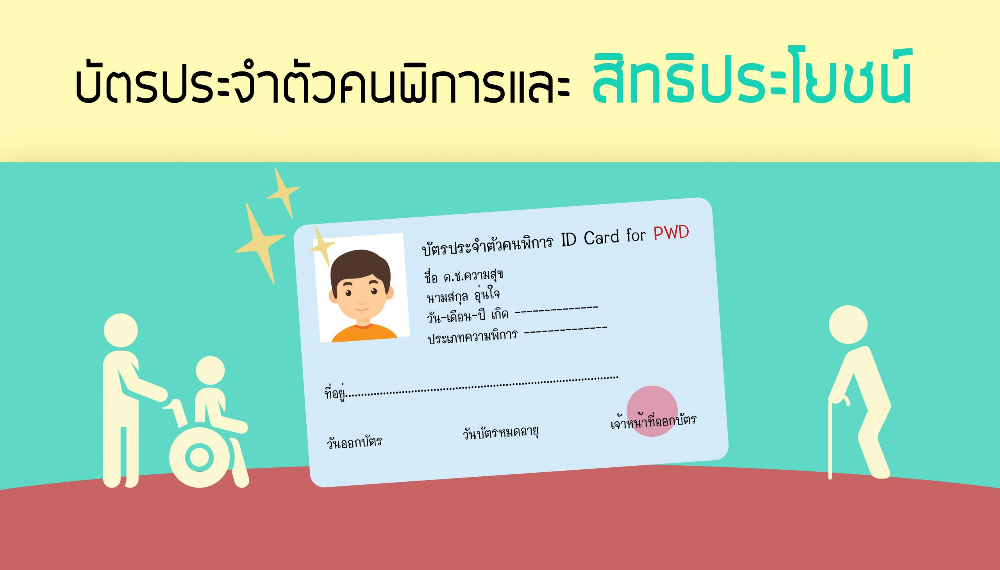 บัตรประจำตัวคนพิการและ สิทธิประโยชน์
บัตรประจำตัวคนพิการ ID Card for PWD
ชื่อ ด.ช.ความสุข
นามสกุล อุ่นใจ
วัน-เดือน-ปี เกิด --------------
ประเภทความพิการ --------------
ที่อยู่........................................................................................
วันออกบัตร วันบัตรหมดอายุ เจ้าหน้าที่ออกบัตร